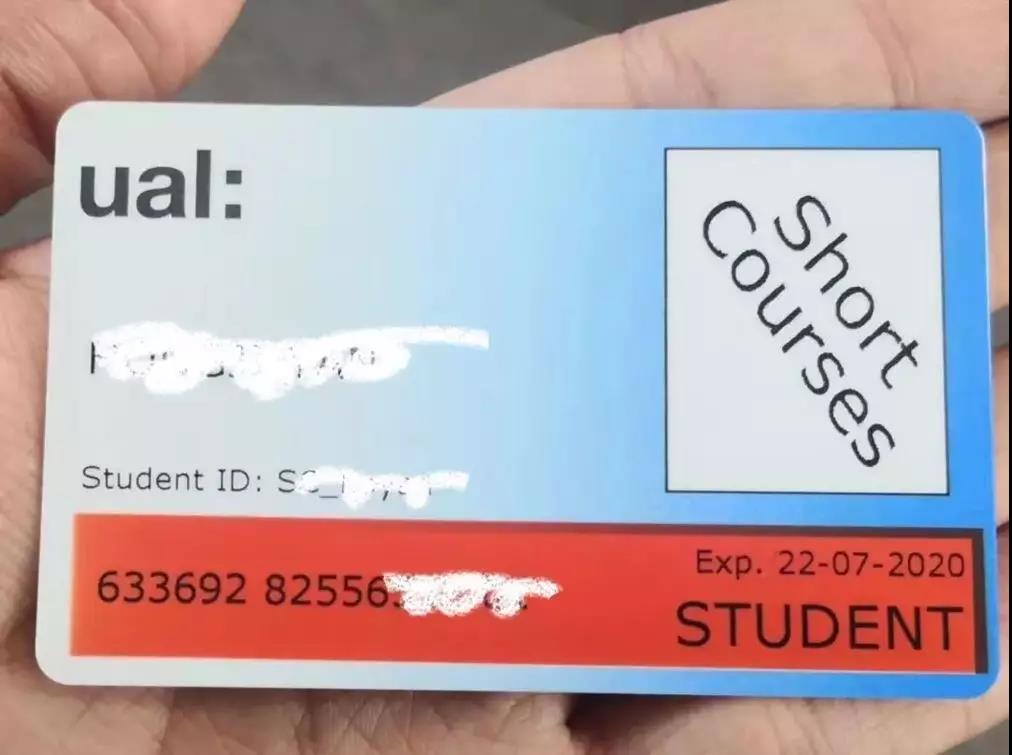 ual:
Short
Courses
Student ID:
633692 82556
Exp. 22-07-2020
STUDENT